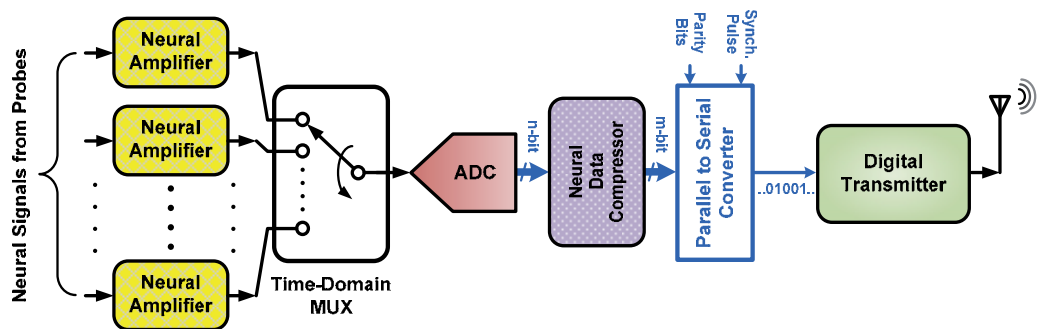 Neural Signals from Probes
Neural
Amplifier
Neural
Amplifier
Neural
Amplifier
Time-Domain
MUX
ADC
n-bit
Neural
Data
Compressor
m-bit
Parity
Bits
Synch.
Pulse
Parallel to Serial
Converter
..01001..
Digital
Transmitter